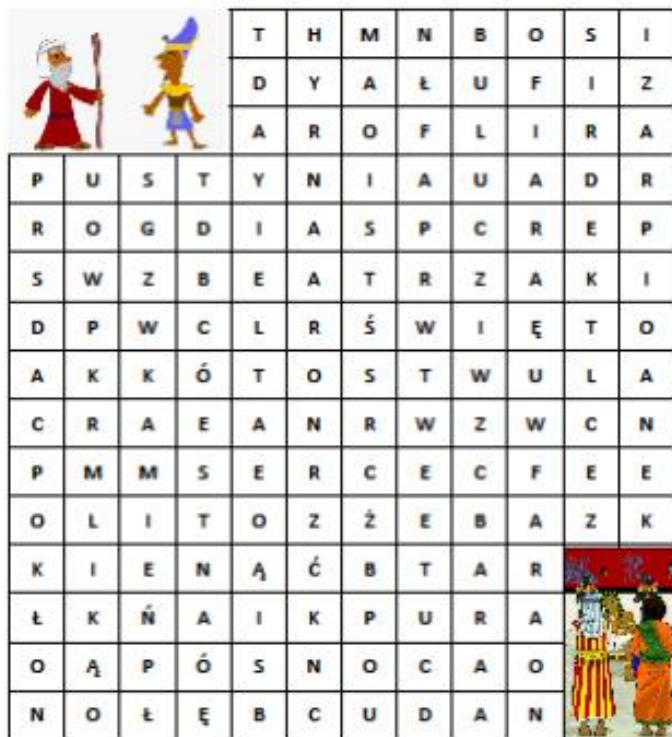 T H M N B O S I
D Y A Ł U F I Z
A R O F L I R A
P U S T Y N I A U A D R
R O G D I A S P C R E P
S W Z B E A T R Z A K I
D P W C L R Ś W I Ę T O
A K K Ó T O S T W U L A
C R A E A N R W Z W C N
P M M S E R C E C F E E
O L I T O Z Ż E B A Z K
K I E N Ą Ć B T A R
Ł K Ń A I K P U R A
O Ą P Ó S N O C A O
N O Ł Ę B C U D A N